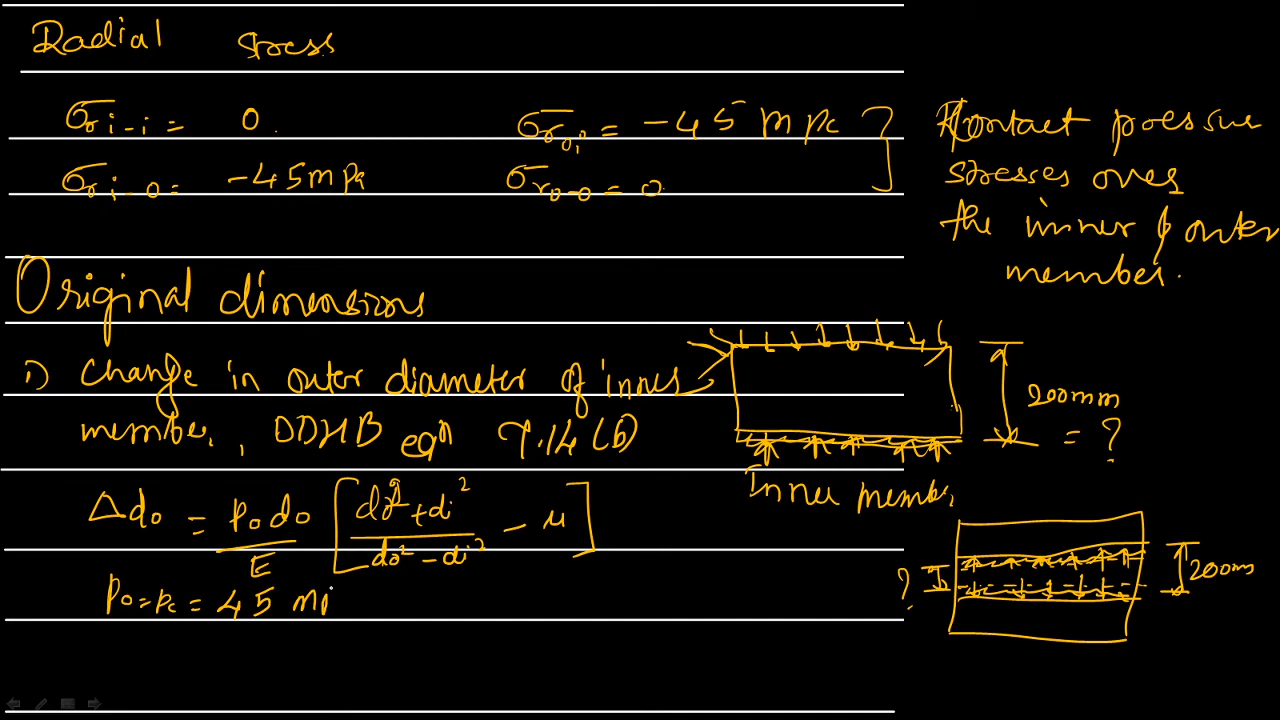 Radial stress
σri-i = 0
σroi = -45 MPa
σri-o = -45 MPa
σro-o = 0
Contact pressure
stresses over
the inner & outer
member.
Original dimensions
i) Change in outer diameter of inner
member, DDHB eqn 7.14 (b)
Δdo = Podo/E [do²+di²/do²-di² - μ]
Po=Pc = 45 MP
200mm
= ?
Inner member
?
200mm